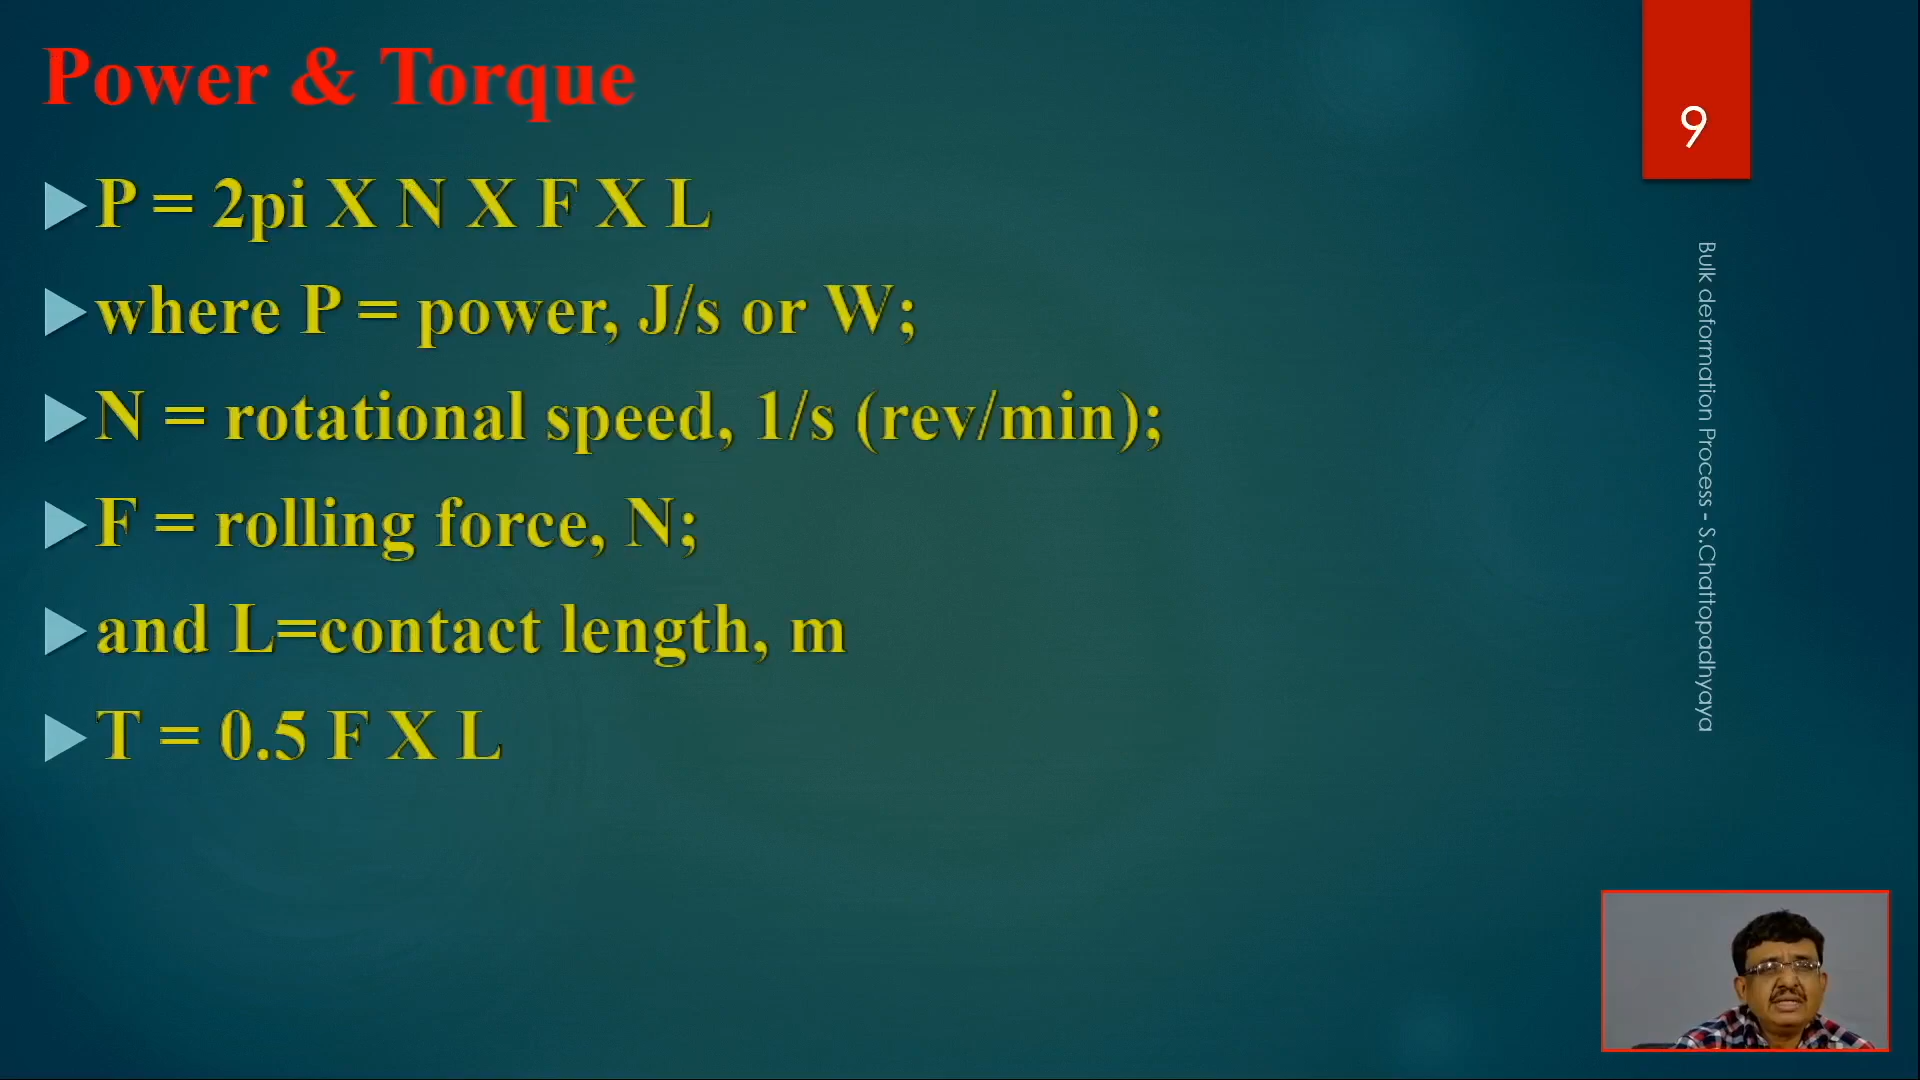 Power & Torque
9
P = 2pi X N X F X L
where P = power, J/s or W;
N = rotational speed, 1/s (rev/min);
F = rolling force, N;
and L=contact length, m
T = 0.5 F X L
Bulk deformation Process - S.Chattopadhyaya